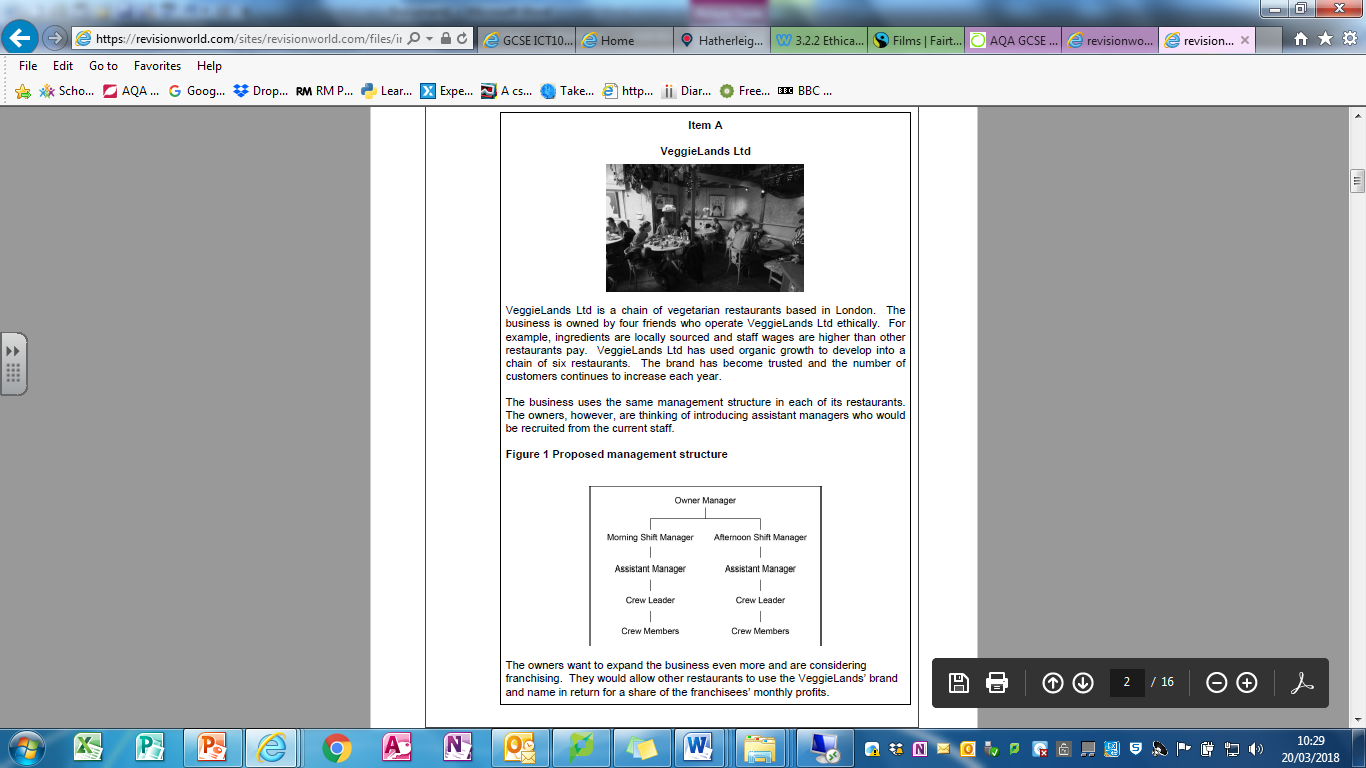 https://revisionworld.com/sites/revisionworld.com/files/ir
GCSE ICT10...
Home
Hatherleig...
3.2.2 Ethica...
Films | Fairt...
AQA GCSE ...
revisionwo...
revision...
File Edit Go to Favorites Help
Scho... AQA ... Goog... Drop... RM RM P... Lear... Expe... A cs... Take... http... Diar... Free... BBC BBC ...
Item A
VeggieLands Ltd
VeggieLands Ltd is a chain of vegetarian restaurants based in London. The
business is owned by four friends who operate VeggieLands Ltd ethically. For
example, ingredients are locally sourced and staff wages are higher than other
restaurants pay. VeggieLands Ltd has used organic growth to develop into a
chain of six restaurants. The brand has become trusted and the number of
customers continues to increase each year.
The business uses the same management structure in each of its restaurants.
The owners, however, are thinking of introducing assistant managers who would
be recruited from the current staff.
Figure 1 Proposed management structure
Owner Manager
Morning Shift Manager Afternoon Shift Manager
Assistant Manager Assistant Manager
Crew Leader Crew Leader
Crew Members Crew Members
The owners want to expand the business even more and are considering
franchising. They would allow other restaurants to use the VeggieLands' brand
and name in return for a share of the franchisees' monthly profits.
2 / 16
10:29
20/03/2018